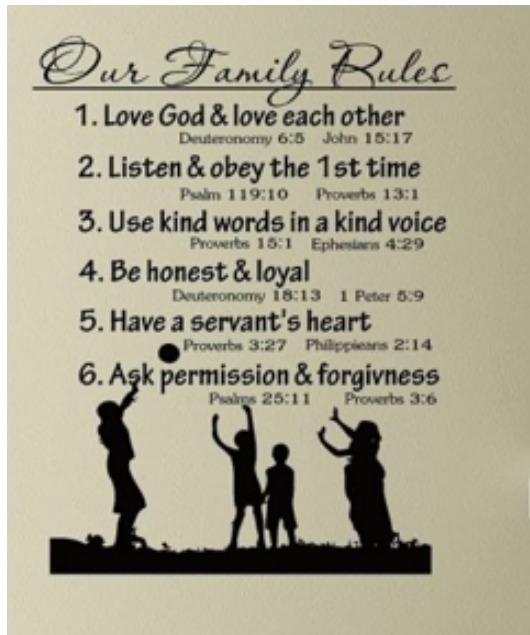 Our Family Rules
1. Love God & love each other
Deuteronomy 6:5 John 15:17
2. Listen & obey the 1st time
Psalm 119:10 Proverbs 13:1
3. Use kind words in a kind voice
Proverbs 15:1 Ephesians 4:29
4. Be honest & loyal
Deuteronomy 18:13 1 Peter 5:9
5. Have a servant's heart
Proverbs 3:27 Philippieans 2:14
6. Ask permission & forgivness
Psalms 25:11 Proverbs 3:6